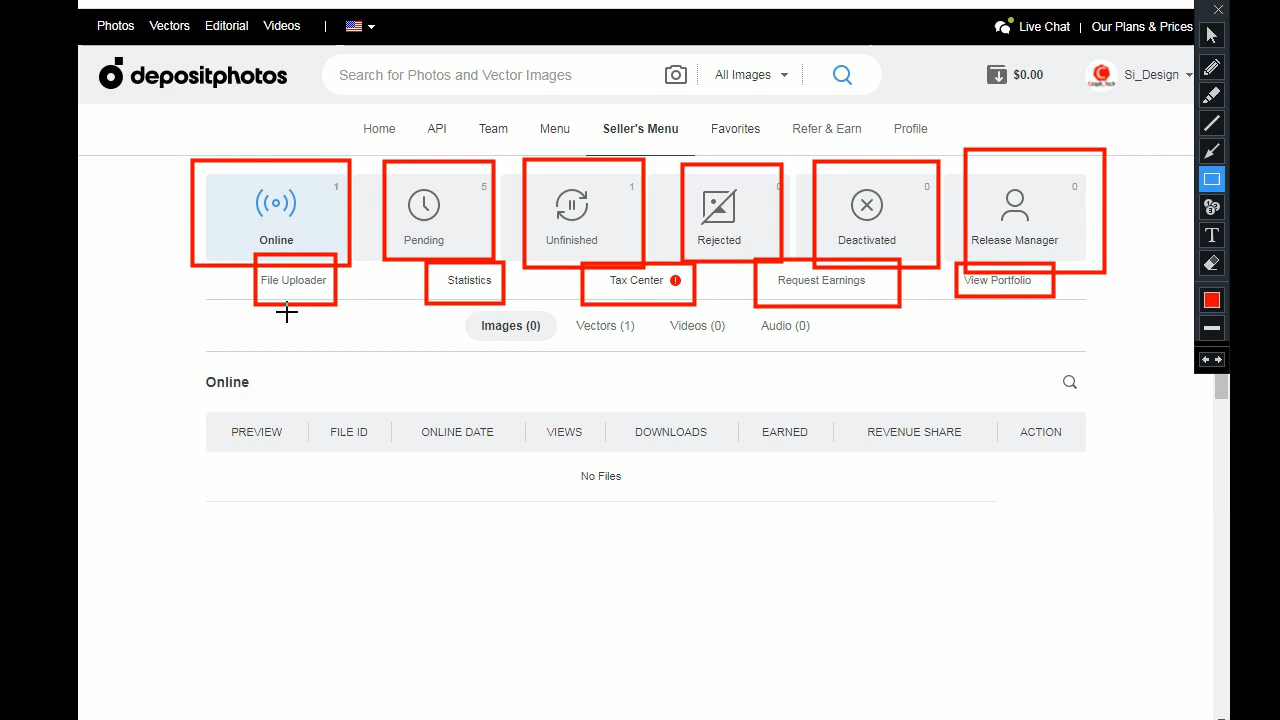 Photos Vectors Editorial Videos | Live Chat | Our Plans & Prices
depositphotos Search for Photos and Vector Images All Images $0.00 Si_Design
Home API Team Menu Seller's Menu Favorites Refer & Earn Profile
1 5 1 0 0 0
Online Pending Unfinished Rejected Deactivated Release Manager
File Uploader Statistics Tax Center ! Request Earnings View Portfolio
Images (0) Vectors (1) Videos (0) Audio (0)
Online
PREVIEW FILE ID ONLINE DATE VIEWS DOWNLOADS EARNED REVENUE SHARE ACTION
No Files